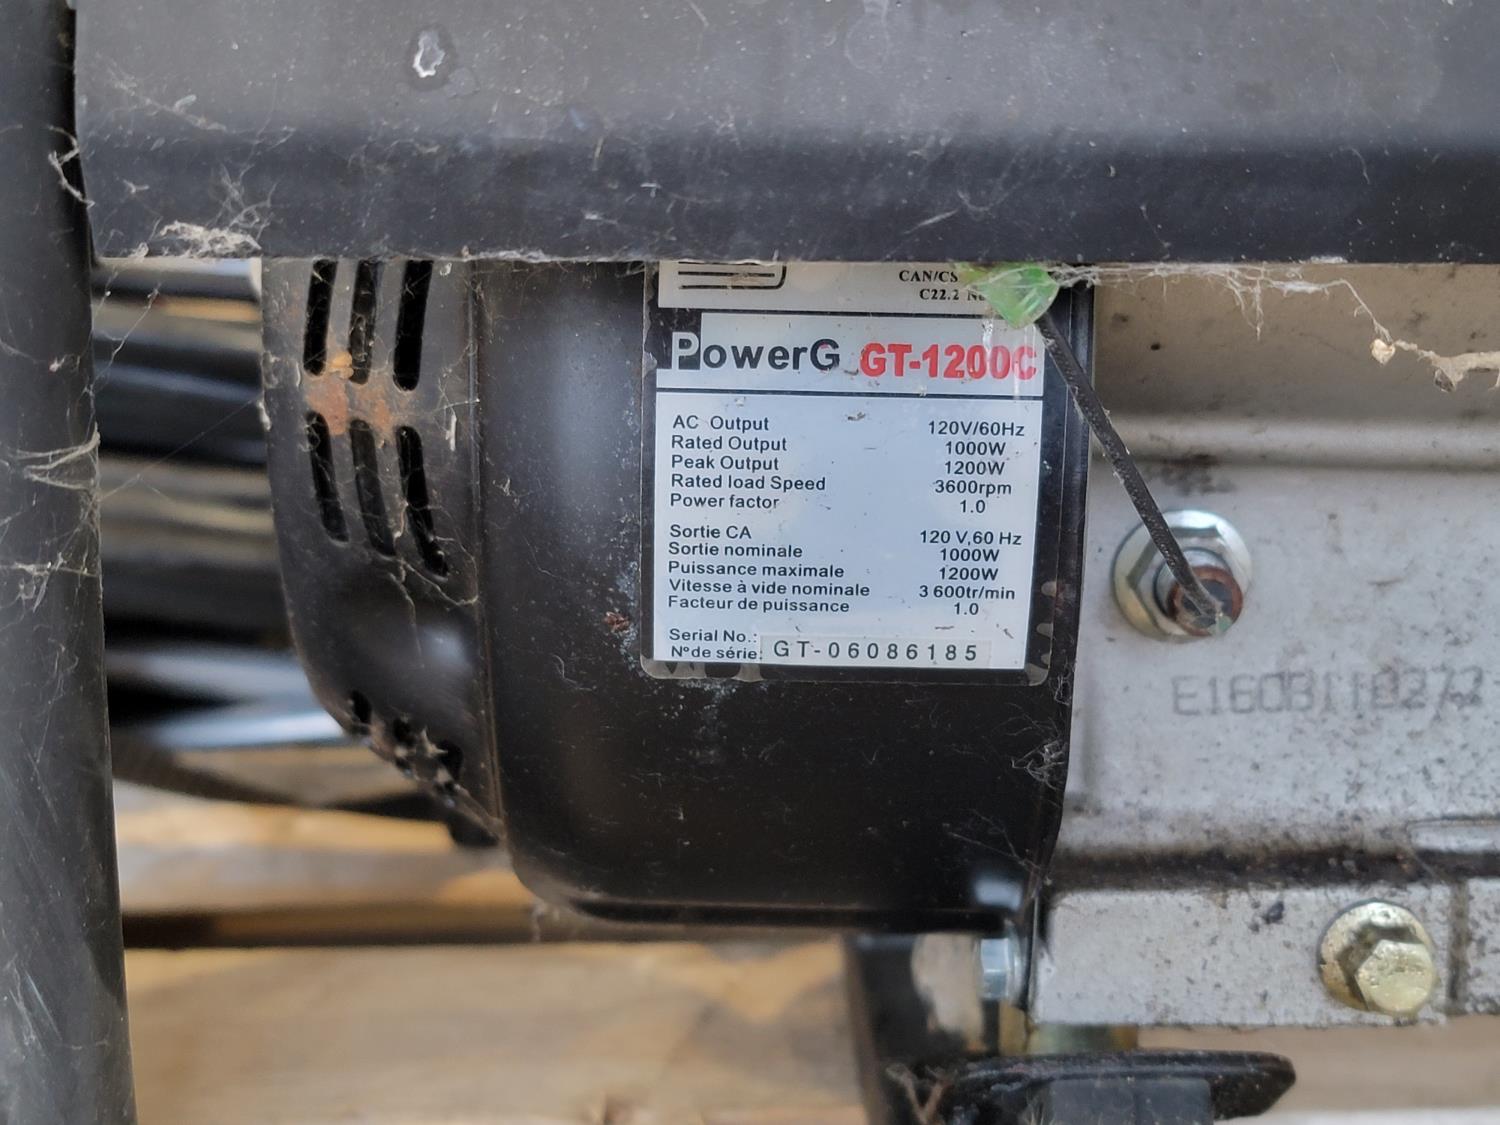 CAN/CS
C22.2 No
PowerG GT-1200C
AC Output 120V/60Hz
Rated Output 1000W
Peak Output 1200W
Rated load Speed 3600rpm
Power factor 1.0
Sortie CA 120 V,60 Hz
Sortie nominale 1000W
Puissance maximale 1200W
Vitesse à vide nominale 3 600tr/min
Facteur de puissance 1.0
Serial No.:
N° de série: GT-06086185